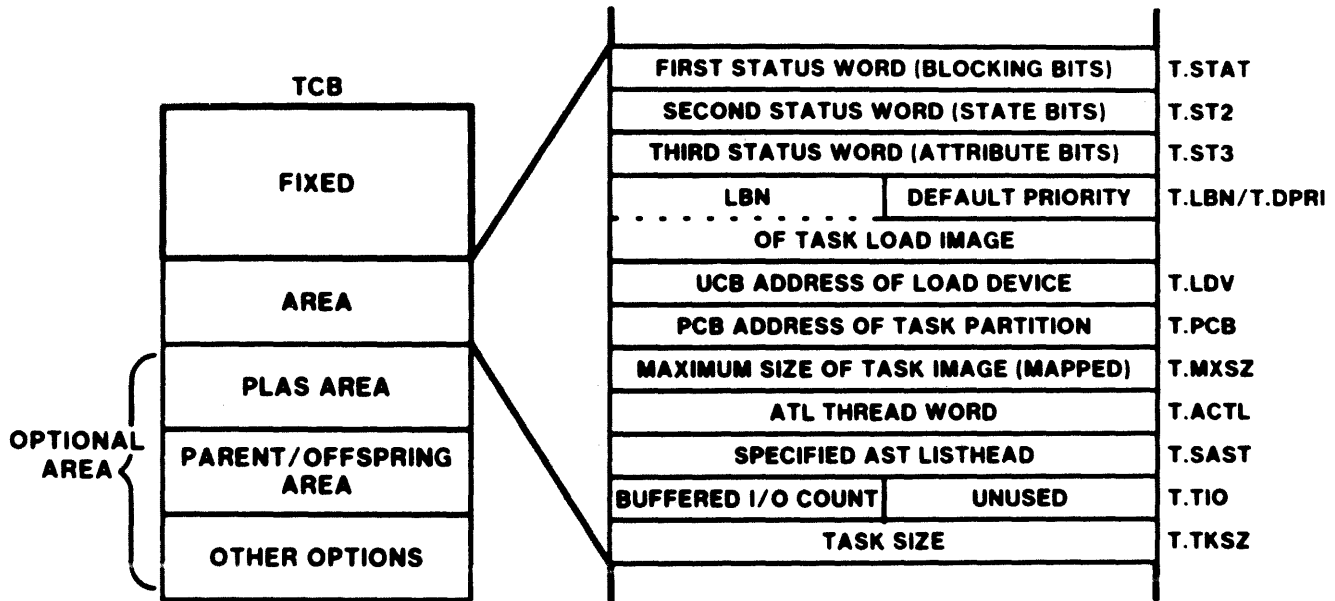 TCB
FIXED
AREA
PLAS AREA
PARENT/OFFSPRING
AREA
OTHER OPTIONS
OPTIONAL
AREA
FIRST STATUS WORD (BLOCKING BITS) T.STAT
SECOND STATUS WORD (STATE BITS) T.ST2
THIRD STATUS WORD (ATTRIBUTE BITS) T.ST3
LBN DEFAULT PRIORITY T.LBN/T.DPRI
OF TASK LOAD IMAGE
UCB ADDRESS OF LOAD DEVICE T.LDV
PCB ADDRESS OF TASK PARTITION T.PCB
MAXIMUM SIZE OF TASK IMAGE (MAPPED) T.MXSZ
ATL THREAD WORD T.ACTL
SPECIFIED AST LISTHEAD T.SAST
BUFFERED I/O COUNT UNUSED T.TIO
TASK SIZE T.TKSZ